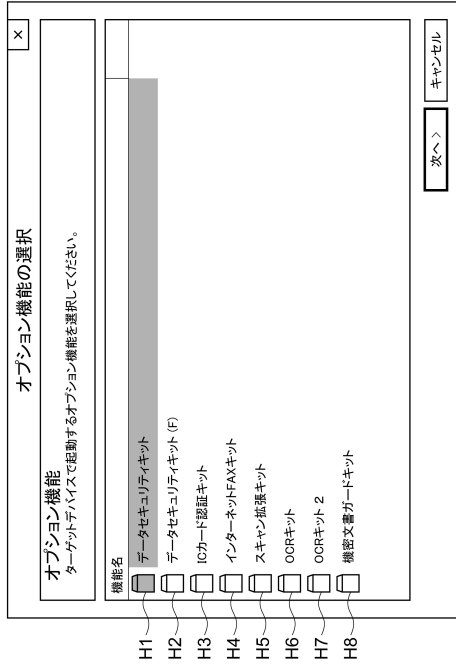 オプション機能の選択
×
オプション機能
ターゲットデバイスで起動するオプション機能を選択してください。
機能名
H1 データセキュリティキット
H2 データセキュリティキット (F)
H3 ICカード認証キット
H4 インターネットFAXキット
H5 スキャン拡張キット
H6 OCRキット
H7 OCRキット 2
H8 機密文書ガードキット
次へ >
キャンセル